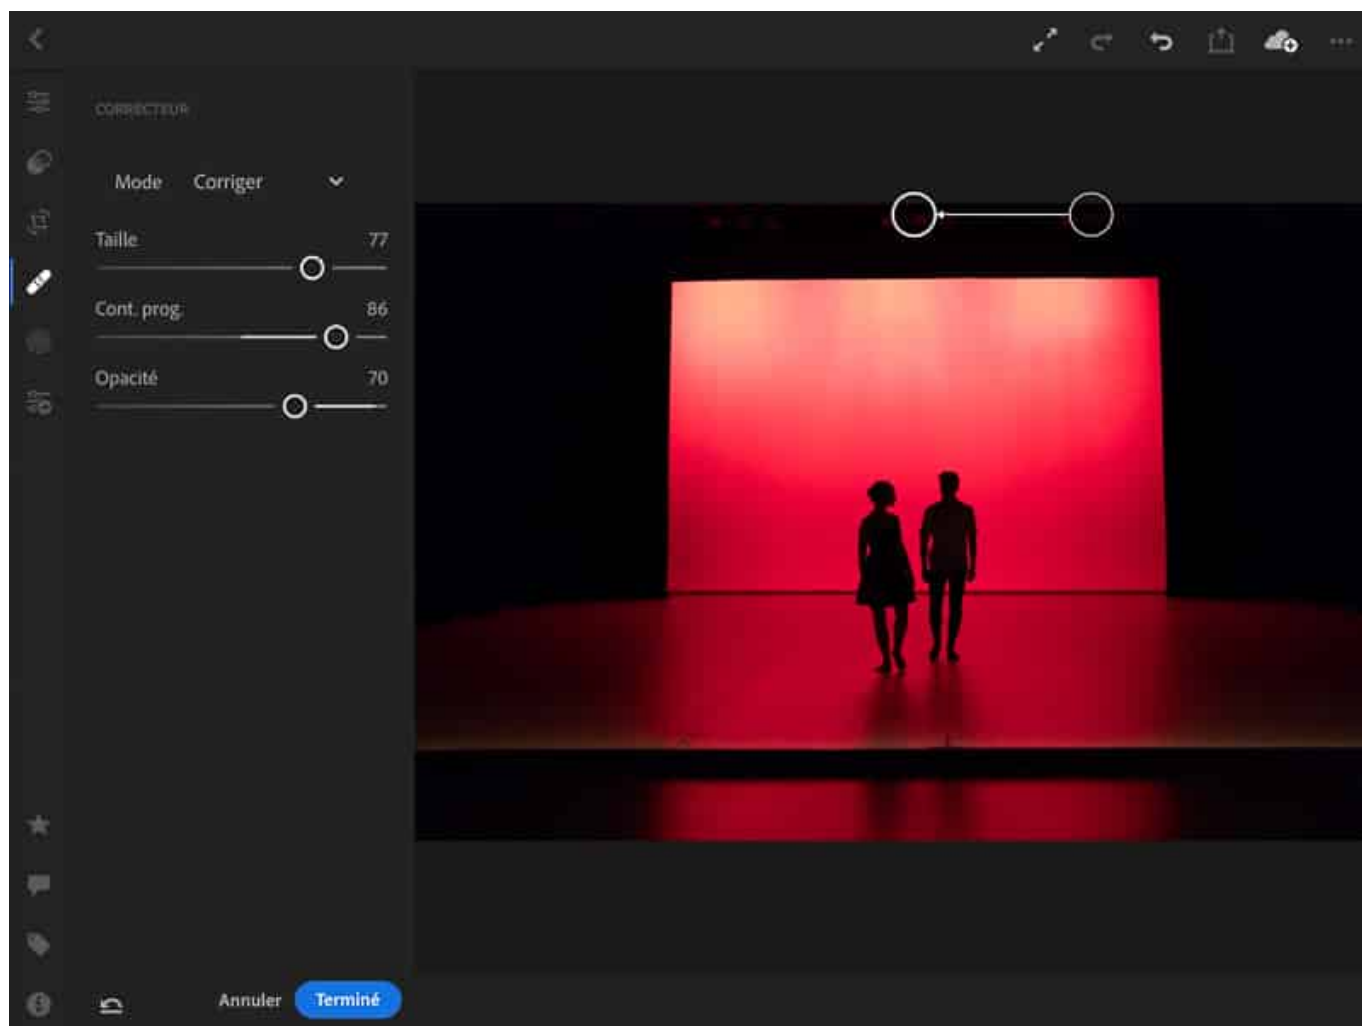 CORRECTEUR
Mode Corriger
Taille 77
Cont. prog. 86
Opacité 70
Annuler Terminé